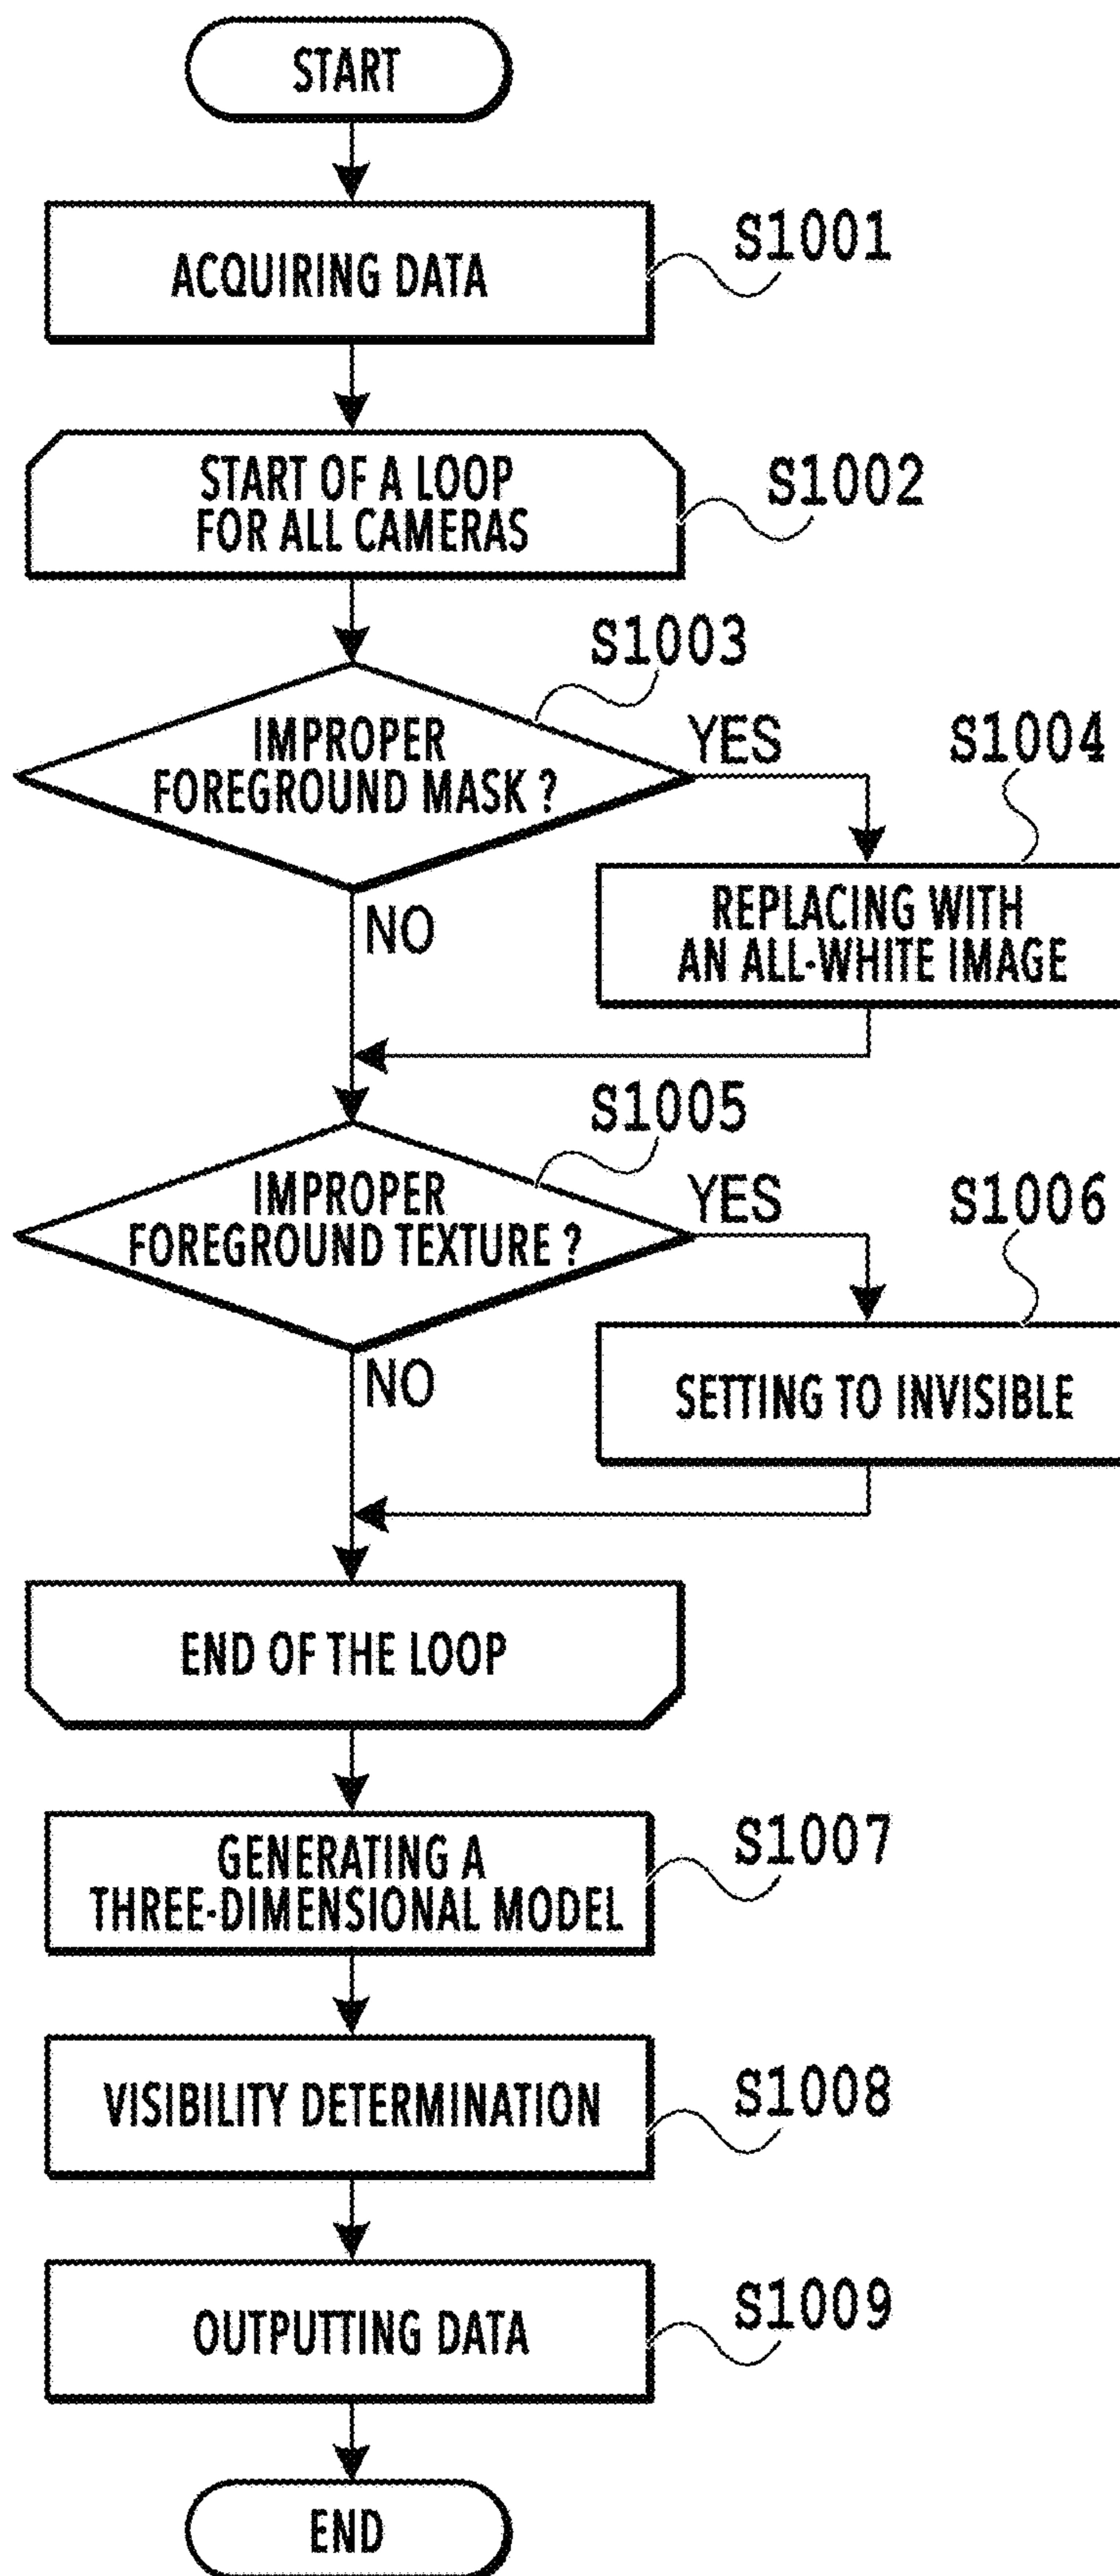 START
ACQUIRING DATA
S1001
START OF A LOOP
FOR ALL CAMERAS
S1002
S1003
IMPROPER
FOREGROUND MASK ?
YES
S1004
REPLACING WITH
AN ALL-WHITE IMAGE
NO
S1005
IMPROPER
FOREGROUND TEXTURE ?
YES
S1006
SETTING TO INVISIBLE
NO
END OF THE LOOP
GENERATING A
THREE-DIMENSIONAL MODEL
S1007
VISIBILITY DETERMINATION
S1008
OUTPUTTING DATA
S1009
END